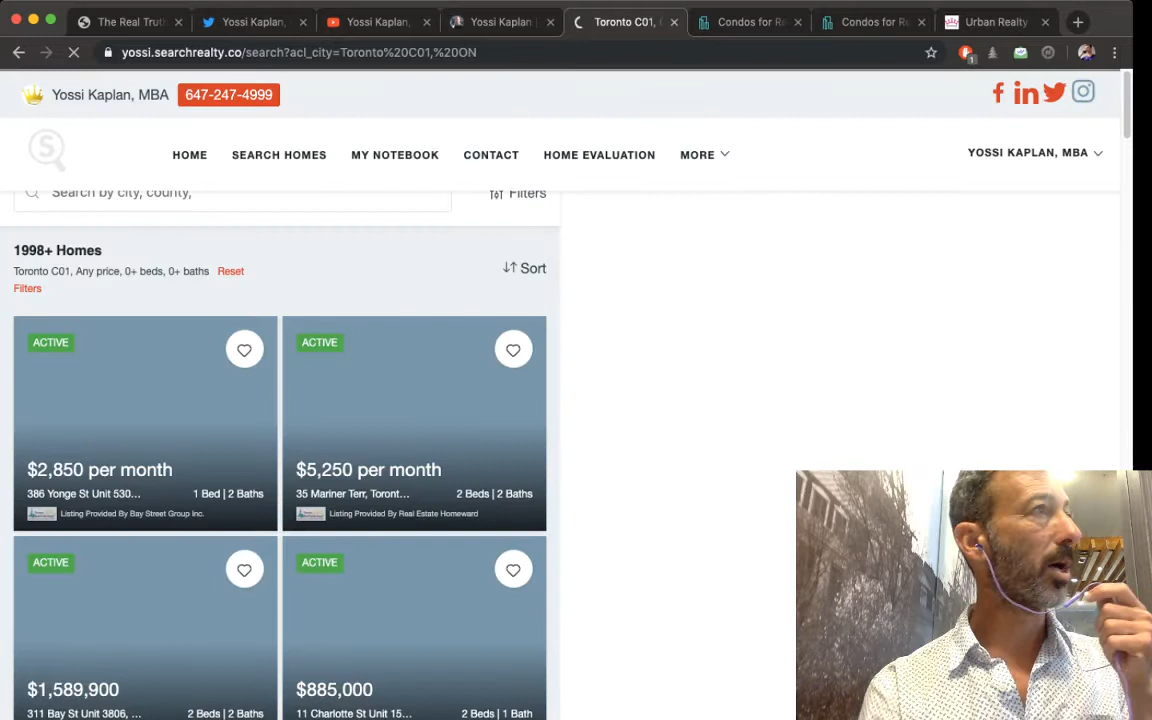 The Real Trut
Yossi Kaplan,
Yossi Kaplan,
Yossi Kaplan
Toronto C01, (
Condos for Re
Condos for Re
Urban Realty
yossi.searchrealty.co/search?acl_city=Toronto%20C01,%20ON
1
Yossi Kaplan, MBA
647-247-4999
HOME
SEARCH HOMES
MY NOTEBOOK
CONTACT
HOME EVALUATION
MORE
YOSSI KAPLAN, MBA
Search by city, county,
Filters
1998+ Homes
Toronto C01, Any price, 0+ beds, 0+ baths Reset
Filters
Sort
ACTIVE
$2,850 per month
386 Yonge St Unit 530... 1 Bed | 2 Baths
Listing Provided By Bay Street Group Inc.
ACTIVE
$5,250 per month
35 Mariner Terr, Toront... 2 Beds | 2 Baths
Listing Provided By Real Estate Homeward
ACTIVE
$1,589,900
311 Bay St Unit 3806, ... 2 Beds | 2 Baths
ACTIVE
$885,000
11 Charlotte St Unit 15... 2 Beds | 1 Bath